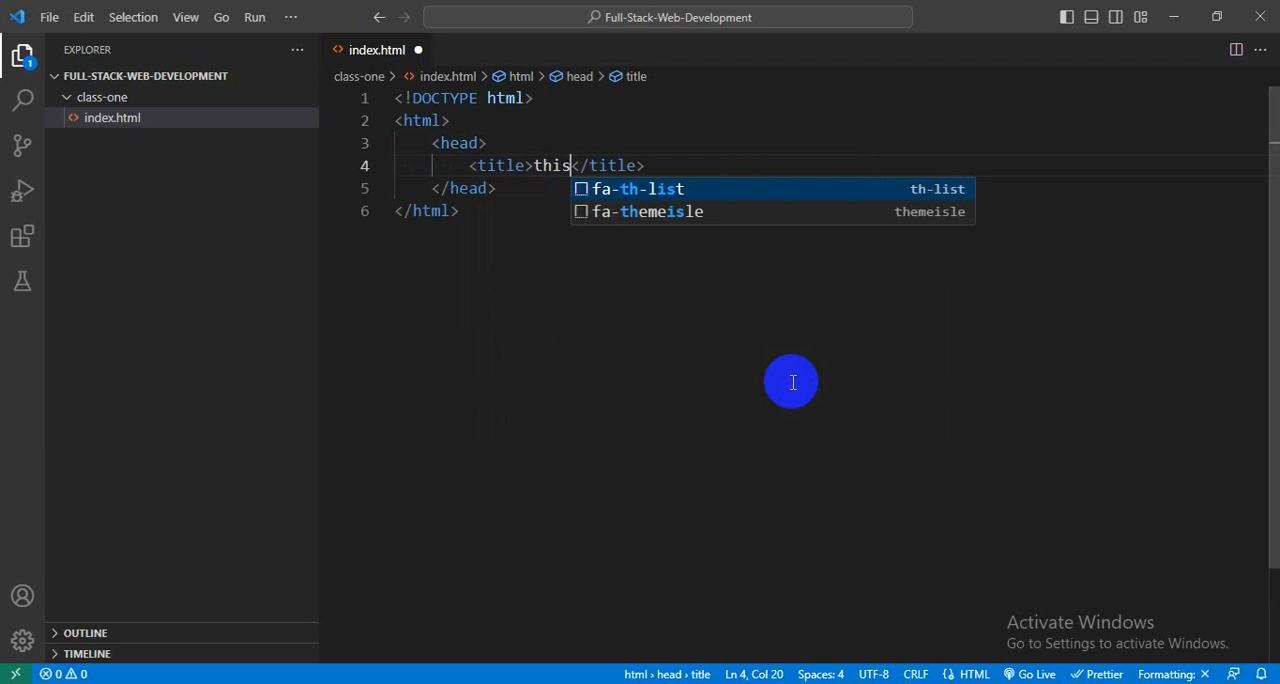 File Edit Selection View Go Run ··· Full-Stack-Web-Development
EXPLORER ···
index.html
FULL-STACK-WEB-DEVELOPMENT
class-one > index.html > html > head > title
class-one
index.html
1 <!DOCTYPE html>
2 <html>
3 <head>
4 <title>this</title>
5 </head>
6 </html>
fa-th-list th-list
fa-themeisle themeisle
1
Activate Windows
Go to Settings to activate Windows.
OUTLINE
TIMELINE
0 0 html › head › title Ln 4, Col 20 Spaces: 4 UTF-8 CRLF {} HTML Go Live Prettier Formatting: ×